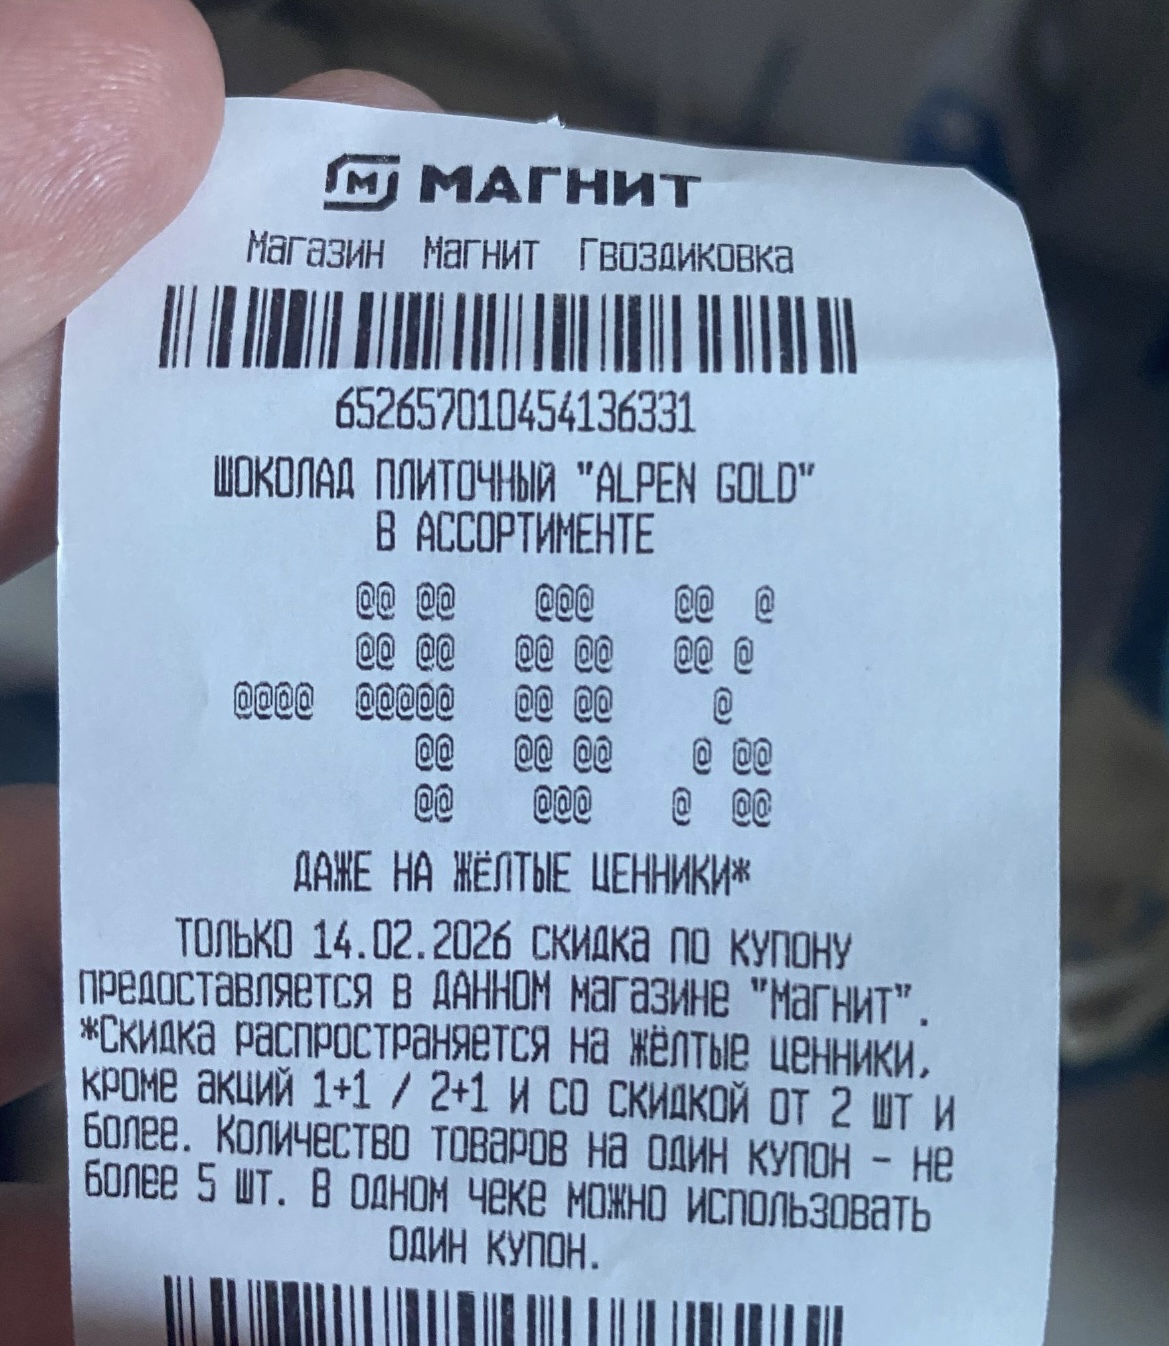 МАГНИТ
Магазин Магнит Гвоздиковка
652657010454136331
ШОКОЛАД ПЛИТОЧНЫЙ "ALPEN GOLD"
В АССОРТИМЕНТЕ
@@ @@ @@@ @@ @
@@ @@ @@ @@ @@ @
@@@@ @@@@@ @@ @@ @
@@ @@ @@ @ @@
@@ @@@ @ @@
ДАЖЕ НА ЖЁЛТЫЕ ЦЕННИКИ*
ТОЛЬКО 14.02.2026 Скидка по купону
предоставляется в данном магазине "Магнит".
*Скидка распространяется на жёлтые ценники,
кроме акций 1+1 / 2+1 и со скидкой от 2 шт и
более. Количество товаров на один купон - не
более 5 шт. В одном чеке можно использовать
один купон.